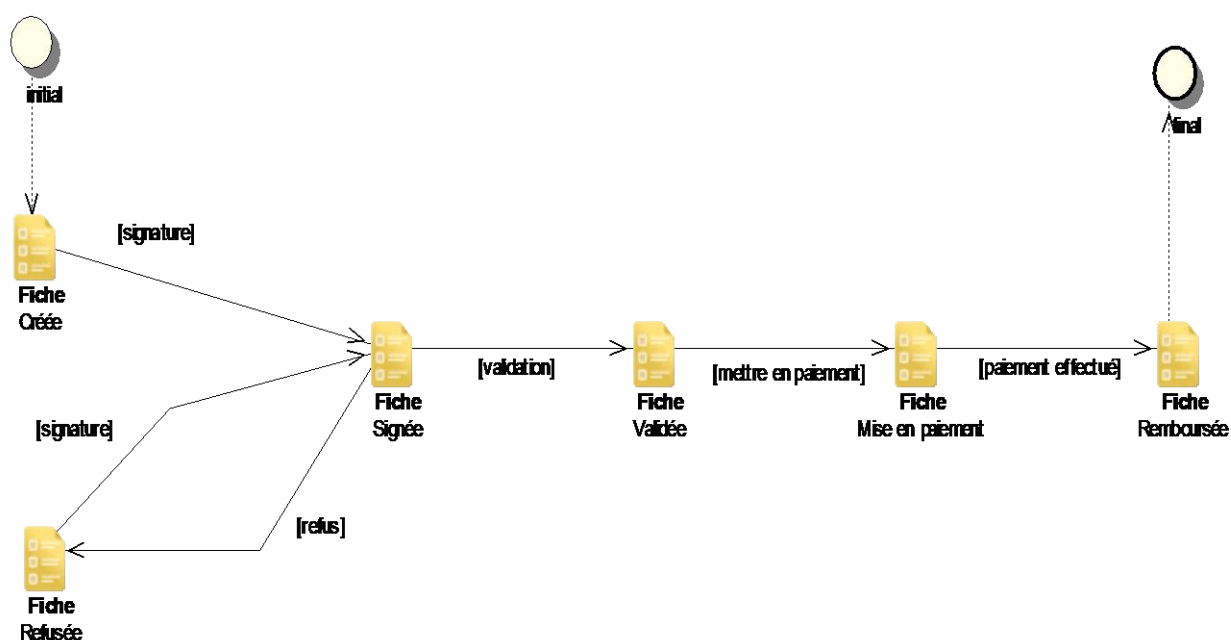 initial
final
[signature]
Fiche
Créée
[validation]
[mettre en paiement]
[paiement effectué]
Fiche
Signée
Fiche
Validée
Fiche
Mise en paiement
Fiche
Remboursée
[signature]
[refus]
Fiche
Refusée